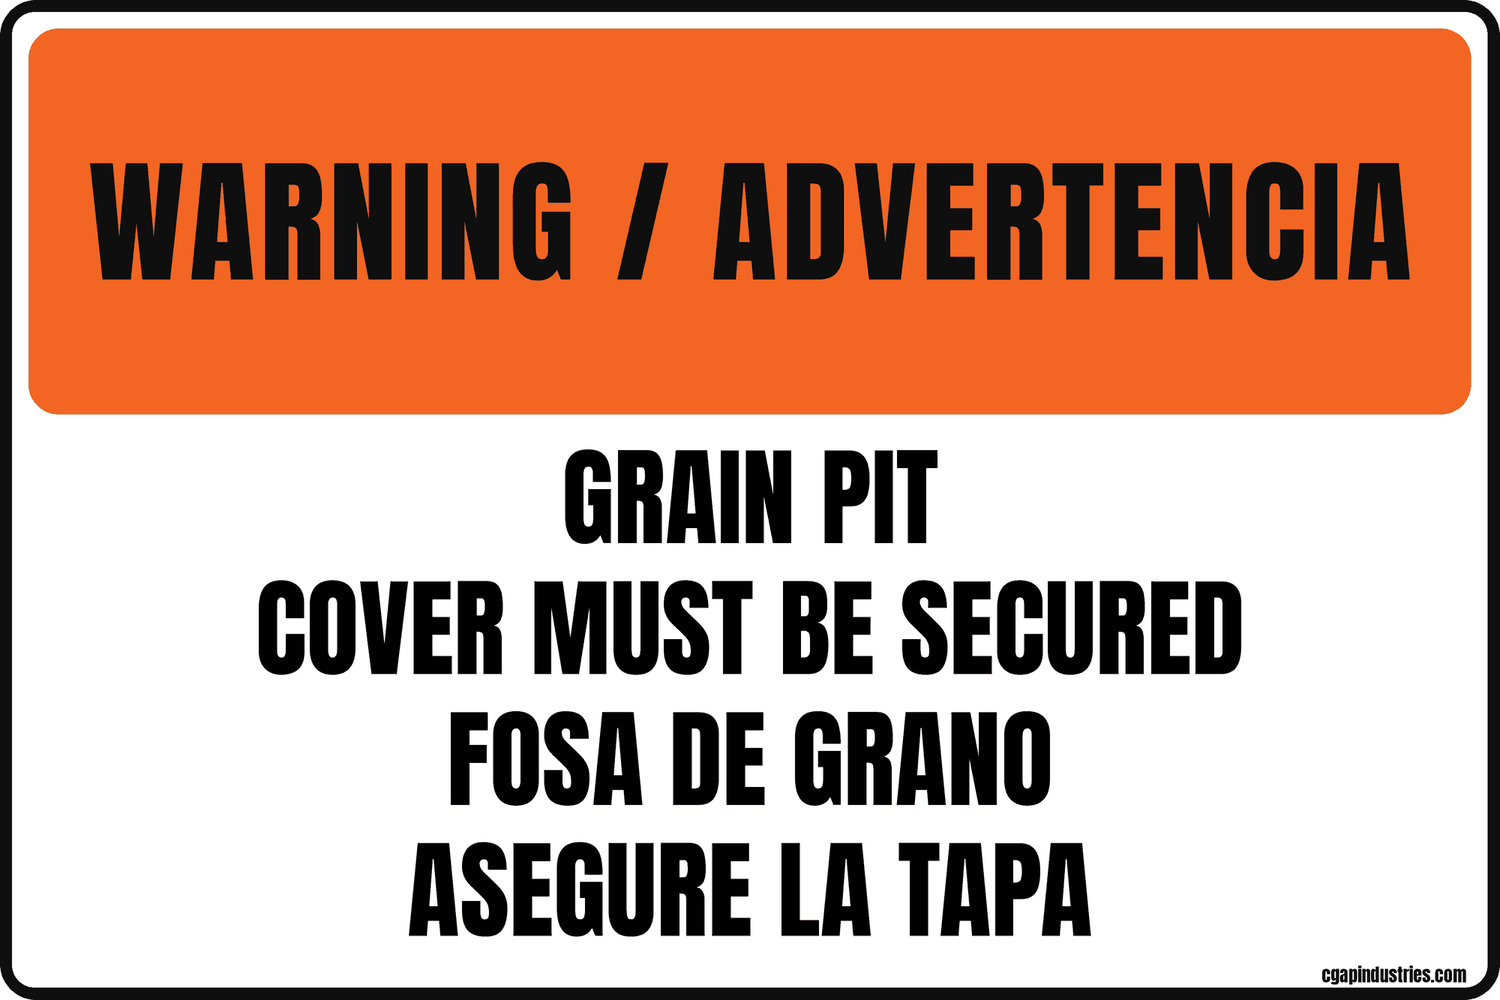 WARNING / ADVERTENCIA
GRAIN PIT
COVER MUST BE SECURED
FOSA DE GRANO
ASEGURE LA TAPA
cgapindustries.com